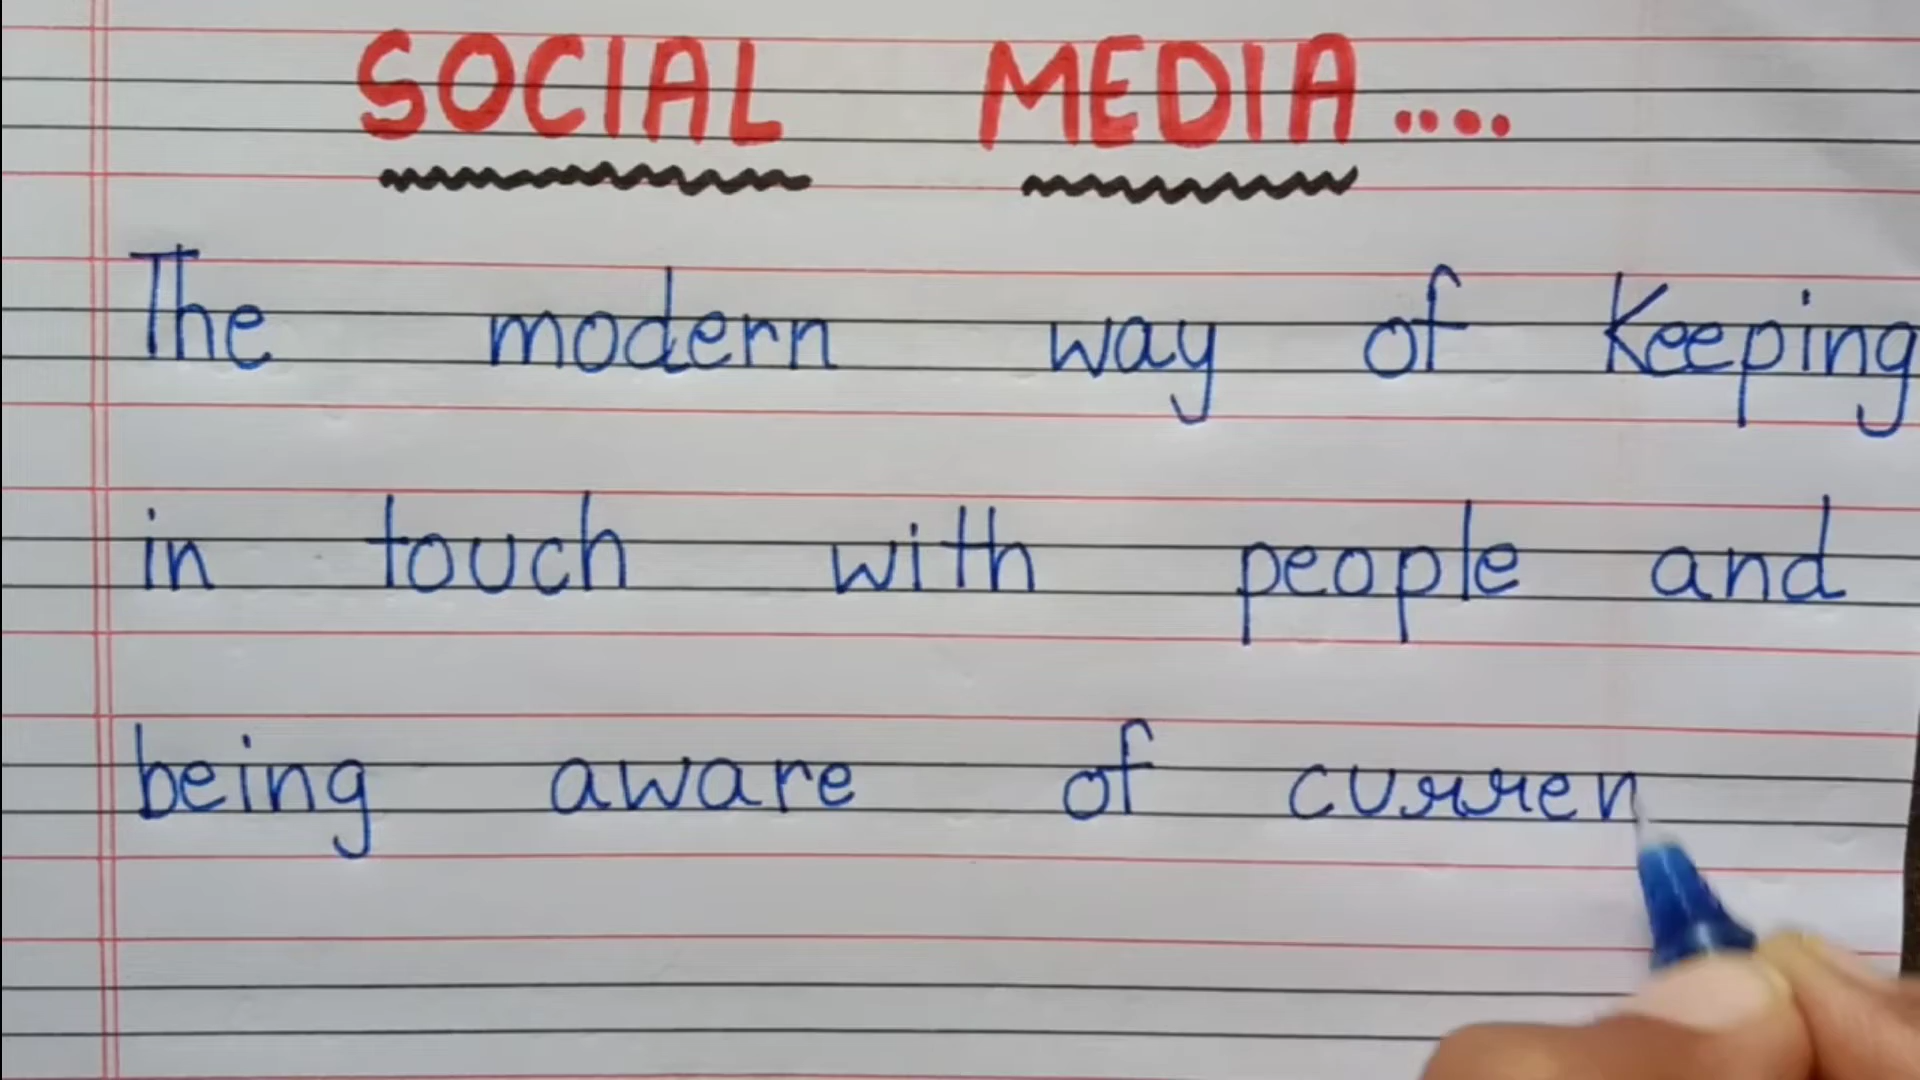 SOCIAL MEDIA....
The modern way of Keeping
in touch with people and
being aware of curren